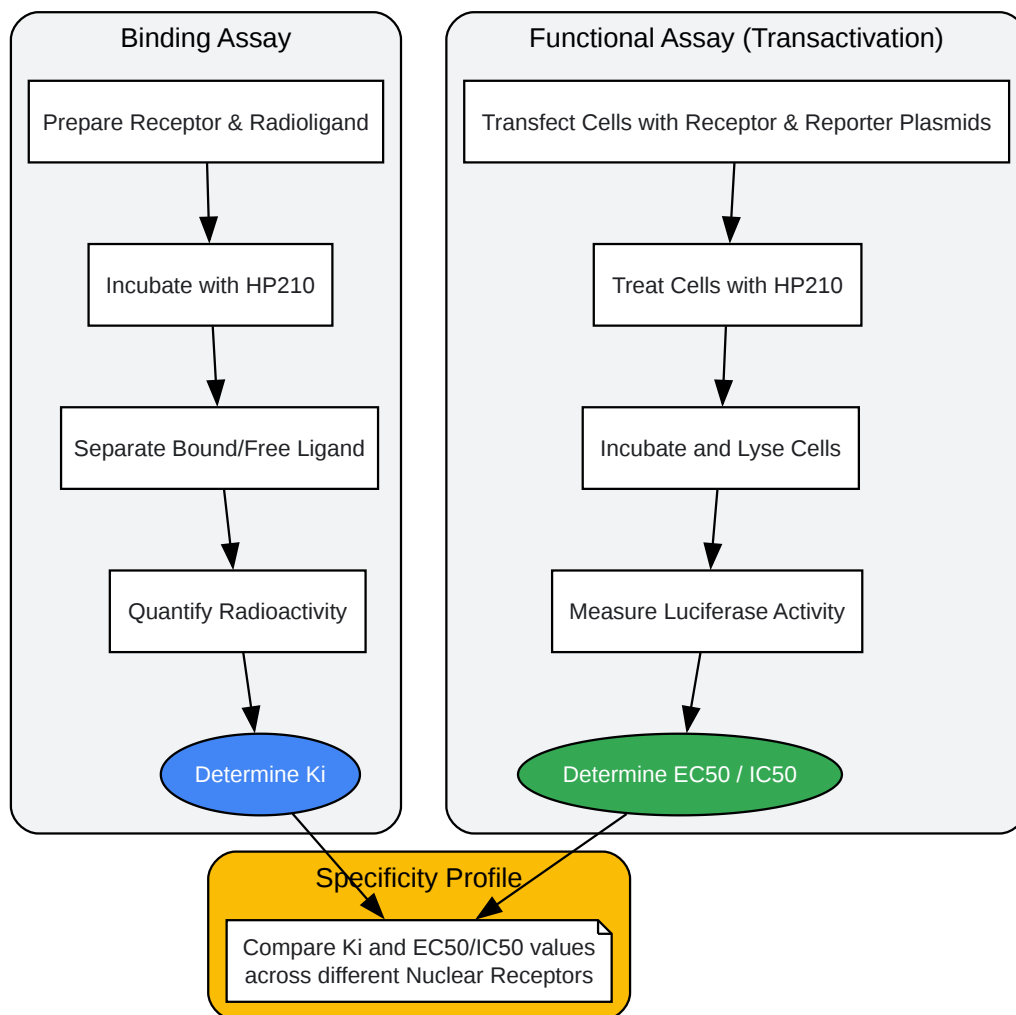 Binding Assay
Prepare Receptor & Radioligand
Incubate with HP210
Separate Bound/Free Ligand
Quantify Radioactivity
Determine Ki
Functional Assay (Transactivation)
Transfect Cells with Receptor & Reporter Plasmids
Treat Cells with HP210
Incubate and Lyse Cells
Measure Luciferase Activity
Determine EC50 / IC50
Specificity Profile
Compare Ki and EC50/IC50 values
across different Nuclear Receptors